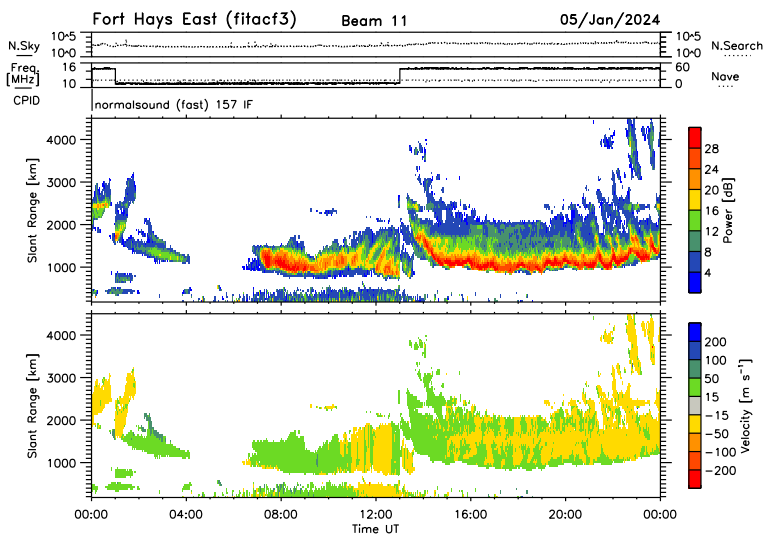 Fort Hays East (fitacf3) Beam 11 05/Jan/2024
N.Sky 10^5 10^0 10^5 10^0 N.Search
Freq. [MHz] 16 10 60 0 Nave
CPID normalsound (fast) 157 IF
Slant Range [km] 4000 3000 2000 1000
Power [dB] 28 24 20 16 12 8 4
Slant Range [km] 4000 3000 2000 1000
Velocity [m s⁻¹] 200 100 50 15 −15 −50 −100 −200
00:00 04:00 08:00 12:00 16:00 20:00 00:00
Time UT